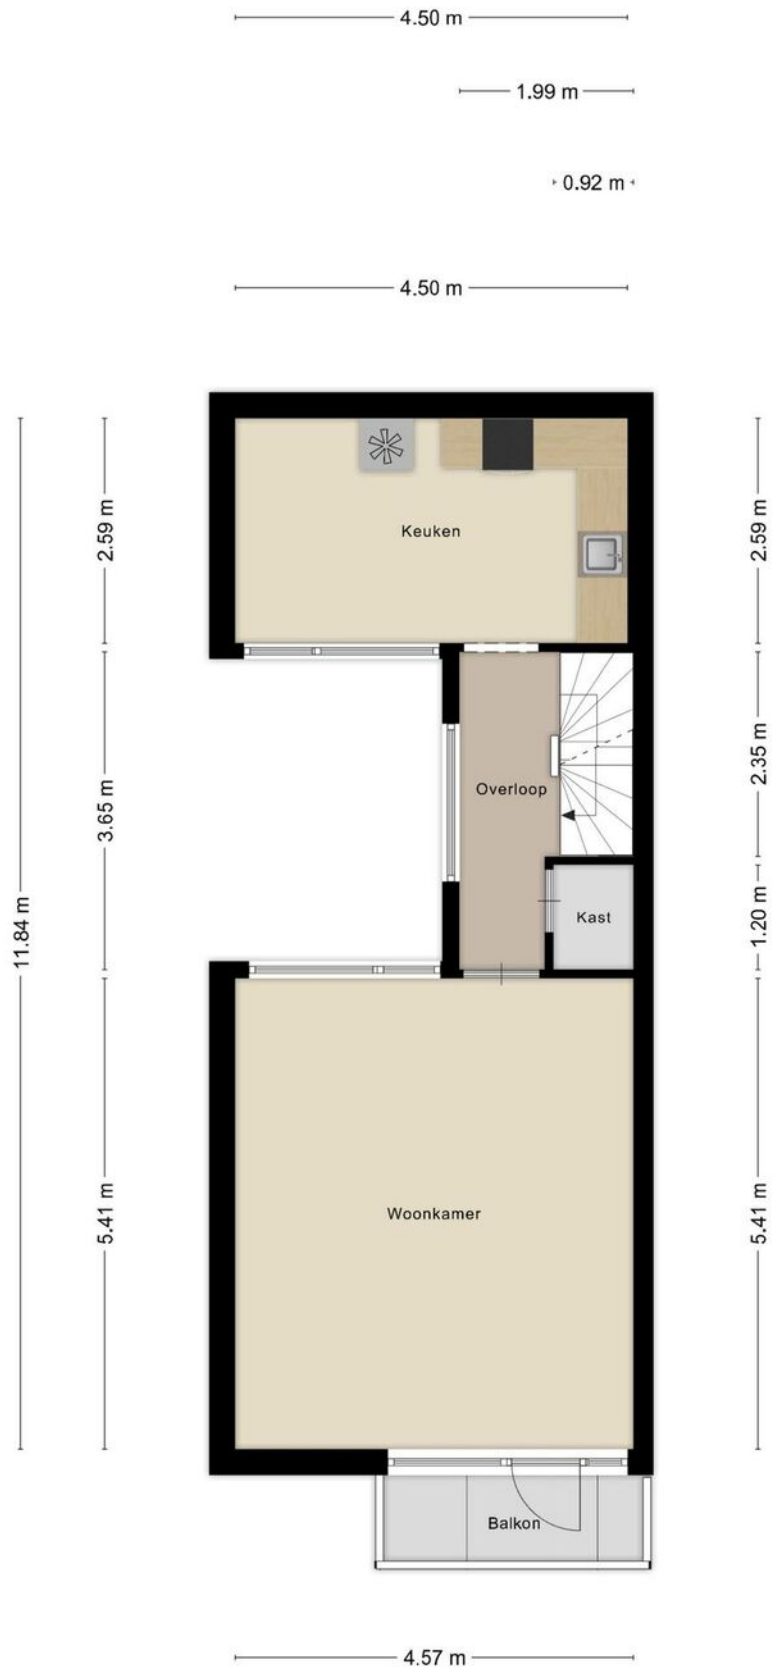 4.50 m
1.99 m
0.92 m
4.50 m
2.59 m
2.59 m
Keuken
2.35 m
Overloop
3.65 m
11.84 m
Kast
1.20 m
5.41 m
5.41 m
Woonkamer
Balkon
4.57 m